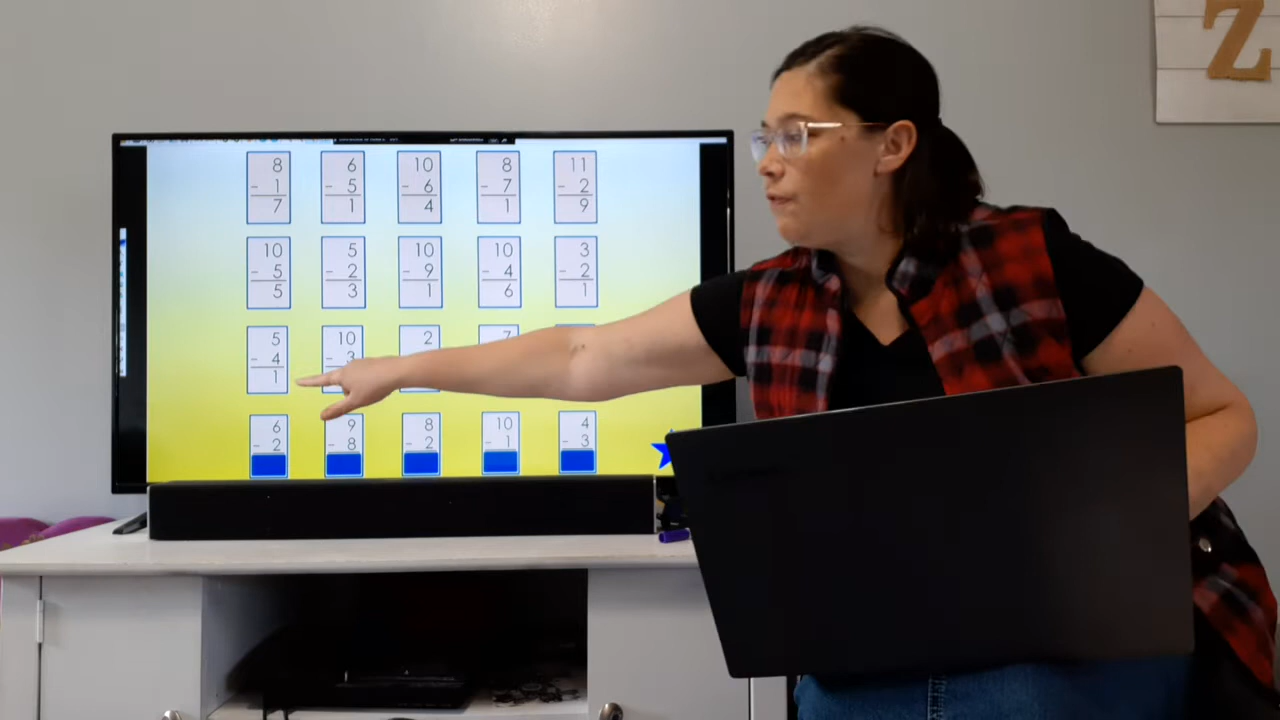 8 6 10 8 11
- 1 - 5 - 6 - 7 - 2
7 1 4 1 9
10 5 10 10 3
- 5 - 2 - 9 - 4 - 2
5 3 1 6 1
5 10 2 7
- 4 - 3
1
6 9 8 10 4
- 2 - 8 - 2 - 1 - 3
Z